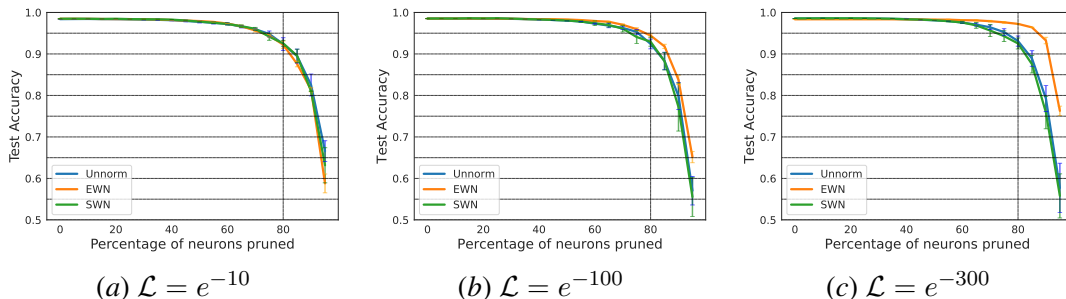 1.0
0.9
0.8
0.7
0.6
0.5
Test Accuracy
Unnorm
EWN
SWN
0 20 40 60 80
Percentage of neurons pruned
(a) ℒ = e⁻¹⁰
1.0
0.9
0.8
0.7
0.6
0.5
Test Accuracy
Unnorm
EWN
SWN
0 20 40 60 80
Percentage of neurons pruned
(b) ℒ = e⁻¹⁰⁰
1.0
0.9
0.8
0.7
0.6
0.5
Test Accuracy
Unnorm
EWN
SWN
0 20 40 60 80
Percentage of neurons pruned
(c) ℒ = e⁻³⁰⁰